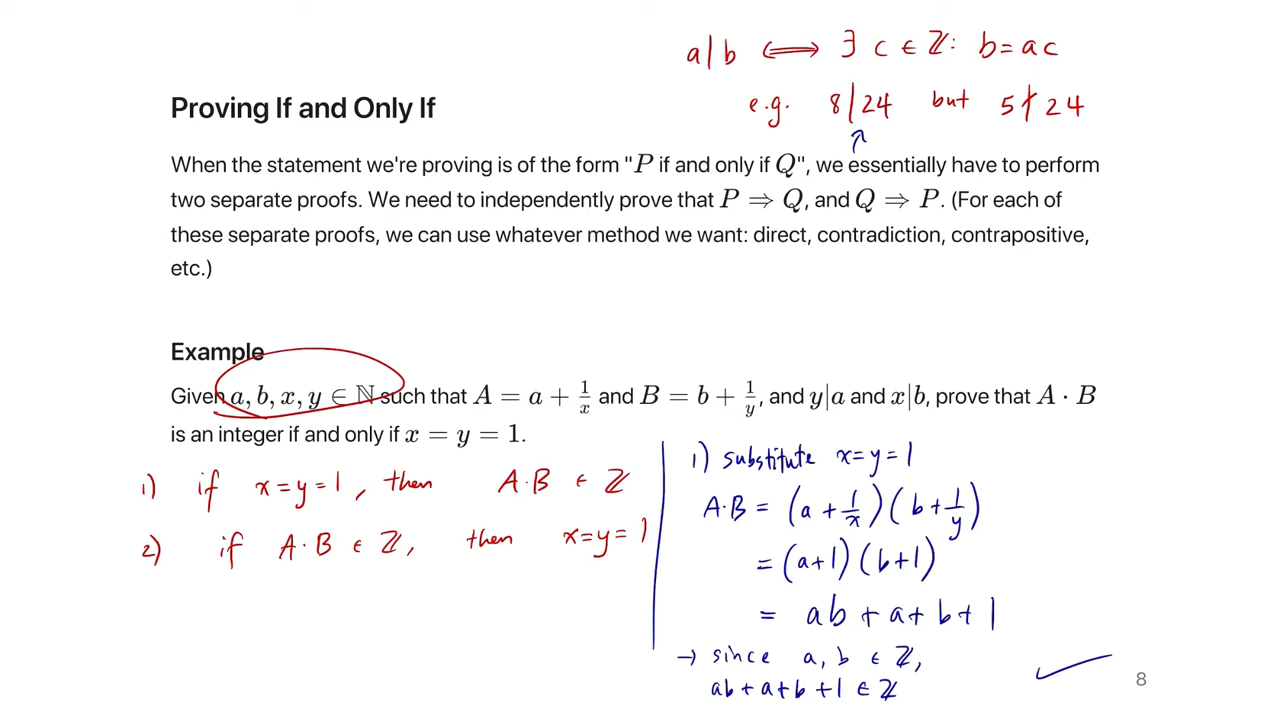 a|b ⟺ ∃ c ∈ ℤ: b = ac
e.g. 8|24 but 5∤24
Proving If and Only If
When the statement we're proving is of the form "P if and only if Q", we essentially have to perform
two separate proofs. We need to independently prove that P ⇒ Q, and Q ⇒ P. (For each of
these separate proofs, we can use whatever method we want: direct, contradiction, contrapositive,
etc.)
Example
Given a, b, x, y ∈ ℕ such that A = a + 1/x and B = b + 1/y, and y|a and x|b, prove that A · B
is an integer if and only if x = y = 1.
1) if x=y=1, then A·B ∈ ℤ
2) if A·B ∈ ℤ, then x=y=1
1) substitute x=y=1
A·B = (a + 1/x)(b + 1/y)
= (a+1)(b+1)
= ab + a + b + 1
→ since a, b ∈ ℤ,
ab + a + b + 1 ∈ ℤ
8